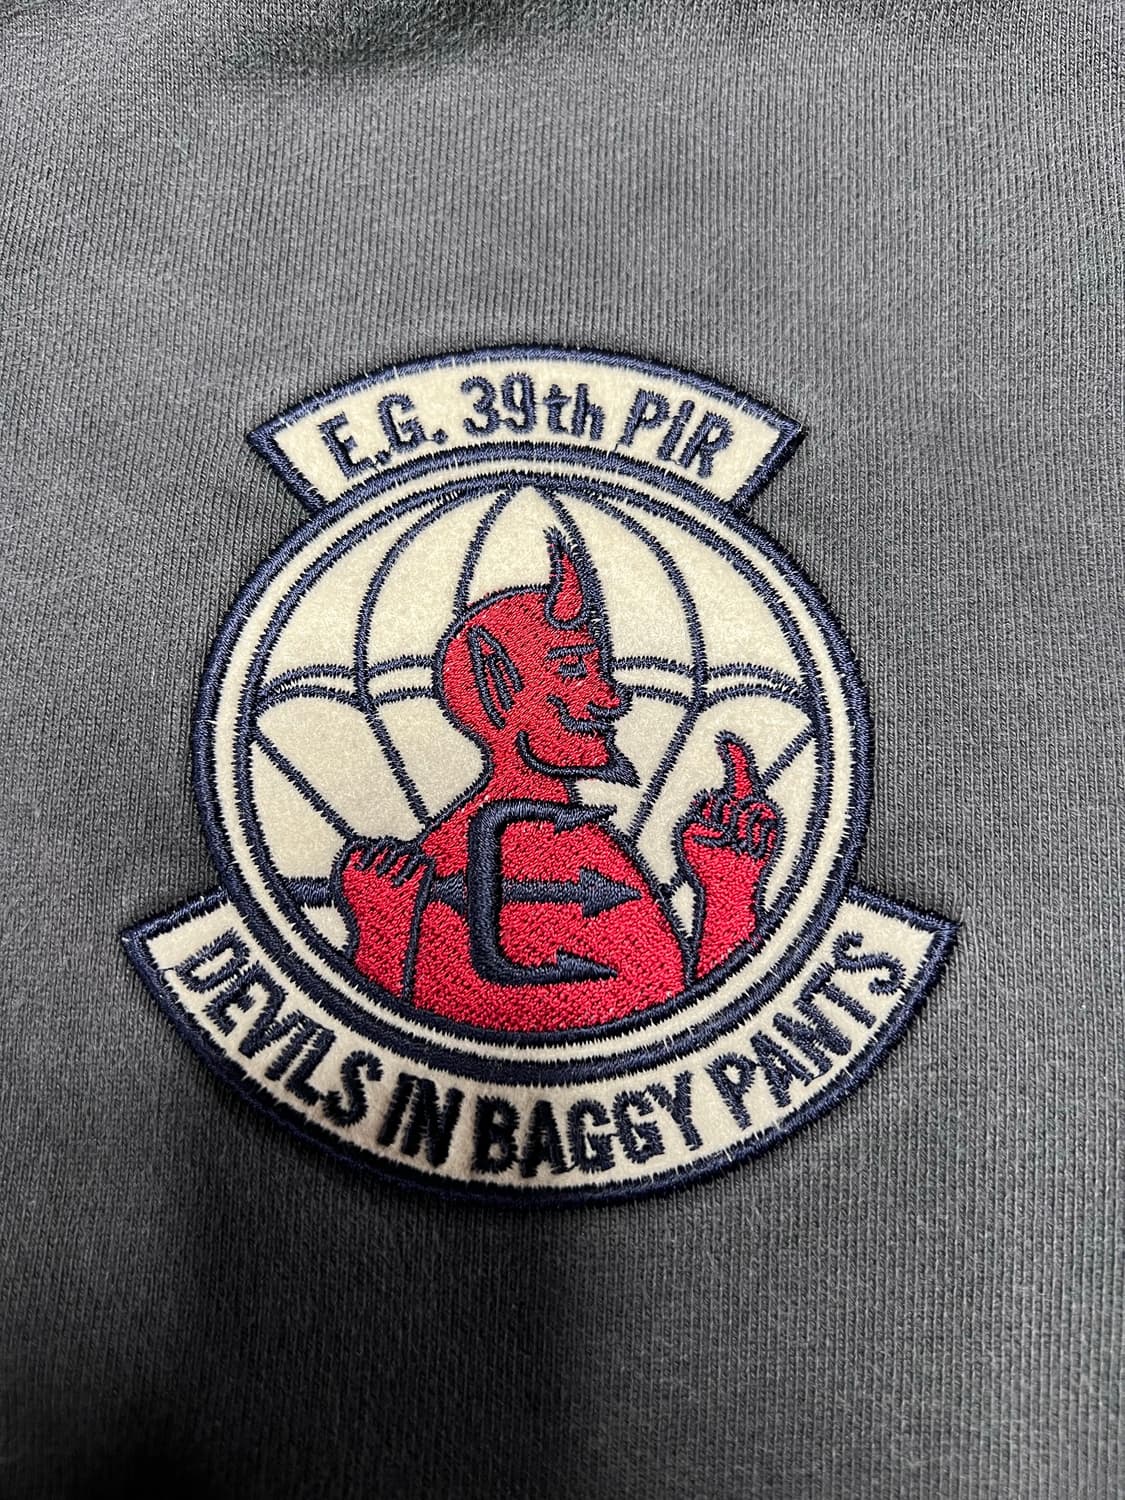 E.G. 39th PIR
DEVILS IN BAGGY PANTS